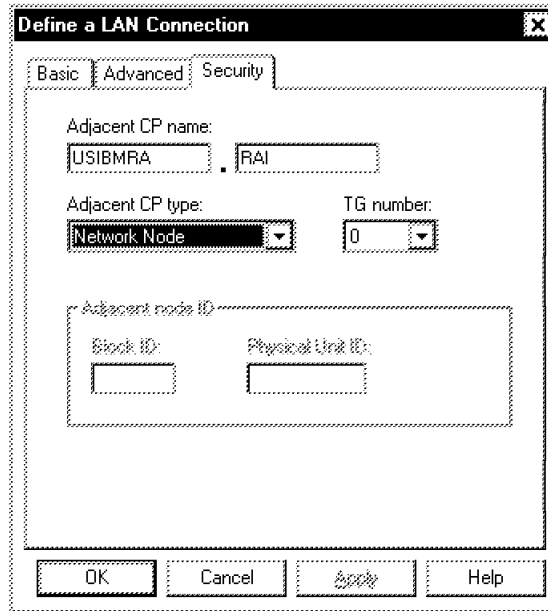 Define a LAN Connection
Basic Advanced Security
Adjacent CP name:
USIBMRA . RAI
Adjacent CP type: TG number:
Network Node 0
Adjacent node ID
Block ID: Physical Unit ID:
OK Cancel Apply Help